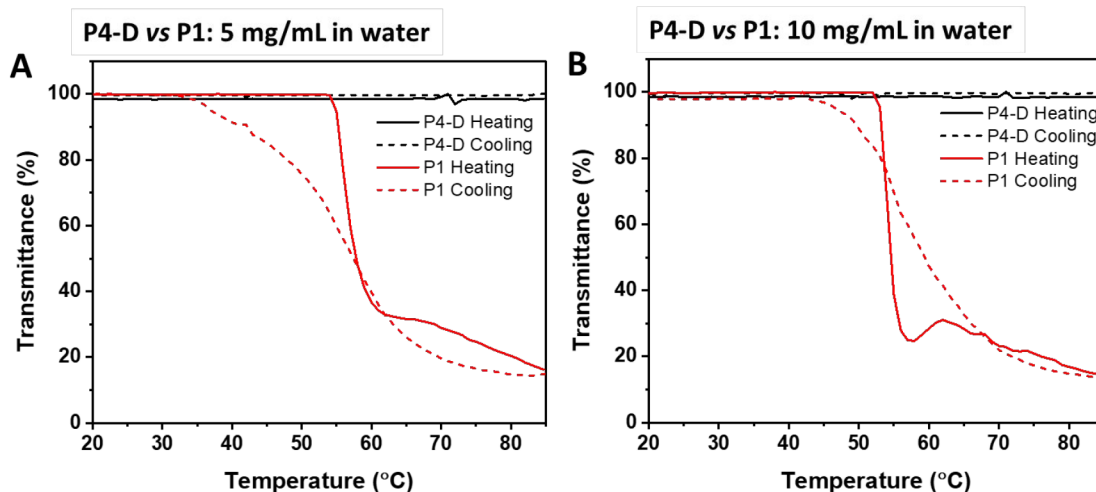 P4-D vs P1: 5 mg/mL in water
A
100
80
60
40
20
0
Transmittance (%)
P4-D Heating
P4-D Cooling
P1 Heating
P1 Cooling
20 30 40 50 60 70 80
Temperature (°C)
P4-D vs P1: 10 mg/mL in water
B
100
80
60
40
20
0
Transmittance (%)
P4-D Heating
P4-D Cooling
P1 Heating
P1 Cooling
20 30 40 50 60 70 80
Temperature (°C)